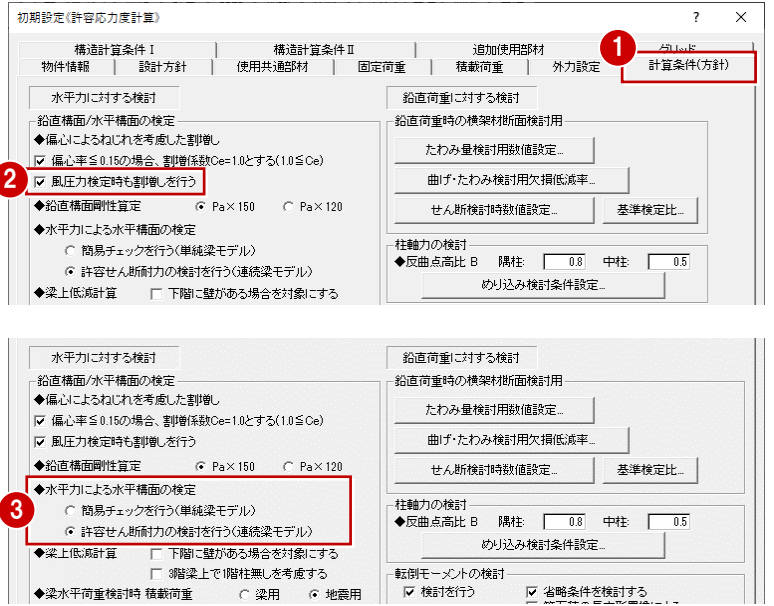 初期設定《許容応力度計算》 ? ×
構造計算条件Ⅰ 構造計算条件Ⅱ 追加使用部材 グリッド
物件情報 設計方針 使用共通部材 固定荷重 積載荷重 外力設定 計算条件(方針)
1
水平力に対する検討
鉛直構面/水平構面の検定
◆偏心によるねじれを考慮した割増し
偏心率≦0.15の場合、割増係数Ce=1.0とする(1.0≦Ce)
2
風圧力検定時も割増しを行う
◆鉛直構面剛性算定 Pa×150 Pa×120
◆水平力による水平構面の検定
簡易チェックを行う(単純梁モデル)
許容せん断耐力の検討を行う(連続梁モデル)
◆梁上低減計算 下階に壁がある場合を対象にする
鉛直荷重に対する検討
鉛直荷重時の横架材断面検討用
たわみ量検討用数値設定...
曲げ・たわみ検討用欠損低減率...
せん断検討時数値設定... 基準検定比...
柱軸力の検討
◆反曲点高比 B 隅柱: 0.8 中柱: 0.5
めり込み検討条件設定...
水平力に対する検討
鉛直構面/水平構面の検定
◆偏心によるねじれを考慮した割増し
偏心率≦0.15の場合、割増係数Ce=1.0とする(1.0≦Ce)
風圧力検定時も割増しを行う
◆鉛直構面剛性算定 Pa×150 Pa×120
3
◆水平力による水平構面の検定
簡易チェックを行う(単純梁モデル)
許容せん断耐力の検討を行う(連続梁モデル)
◆梁上低減計算 下階に壁がある場合を対象にする
3階梁上で1階柱無しを考慮する
◆梁水平荷重検討時 積載荷重 梁用 地震用
鉛直荷重に対する検討
鉛直荷重時の横架材断面検討用
たわみ量検討用数値設定...
曲げ・たわみ検討用欠損低減率...
せん断検討時数値設定... 基準検定比...
柱軸力の検討
◆反曲点高比 B 隅柱: 0.8 中柱: 0.5
めり込み検討条件設定...
転倒モーメントの検討
検討を行う 省略条件を検討する